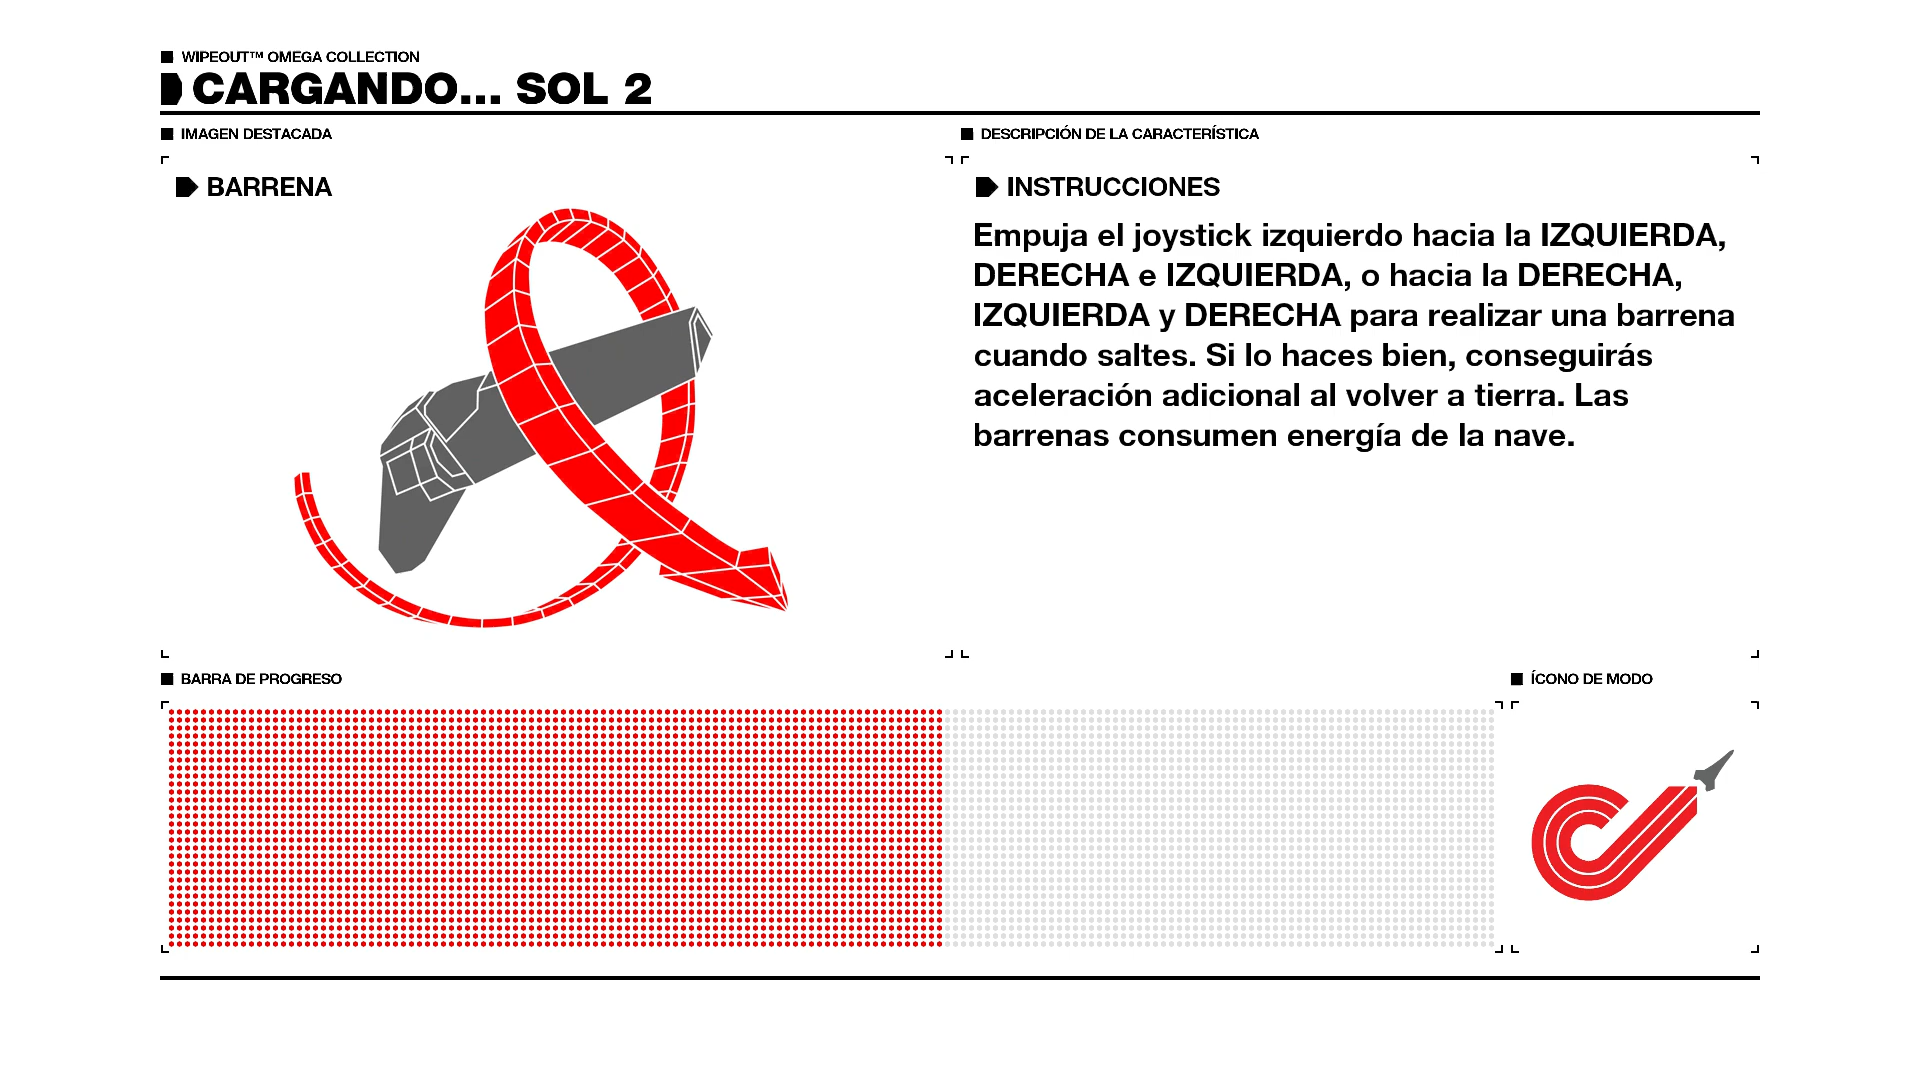 WIPEOUT™ OMEGA COLLECTION
CARGANDO... SOL 2
IMAGEN DESTACADA
BARRENA
DESCRIPCIÓN DE LA CARACTERÍSTICA
INSTRUCCIONES
Empuja el joystick izquierdo hacia la IZQUIERDA,
DERECHA e IZQUIERDA, o hacia la DERECHA,
IZQUIERDA y DERECHA para realizar una barrena
cuando saltes. Si lo haces bien, conseguirás
aceleración adicional al volver a tierra. Las
barrenas consumen energía de la nave.
BARRA DE PROGRESO
ÍCONO DE MODO